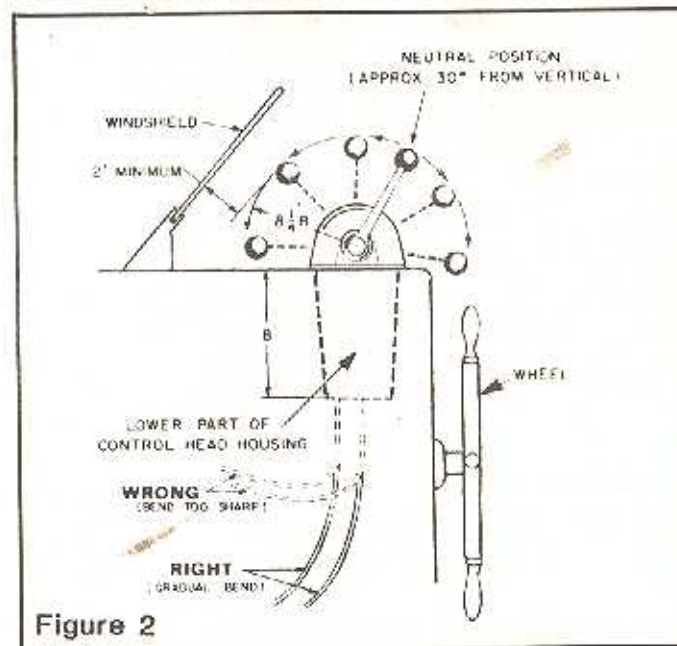 NEUTRAL POSITION
(APPROX 30° FROM VERTICAL)
WINDSHIELD
2" MINIMUM
8 1/4 R
8
WHEEL
LOWER PART OF
CONTROL HEAD HOUSING
WRONG
(BEND TOO SHARP)
RIGHT
(GRADUAL BEND)
Figure 2